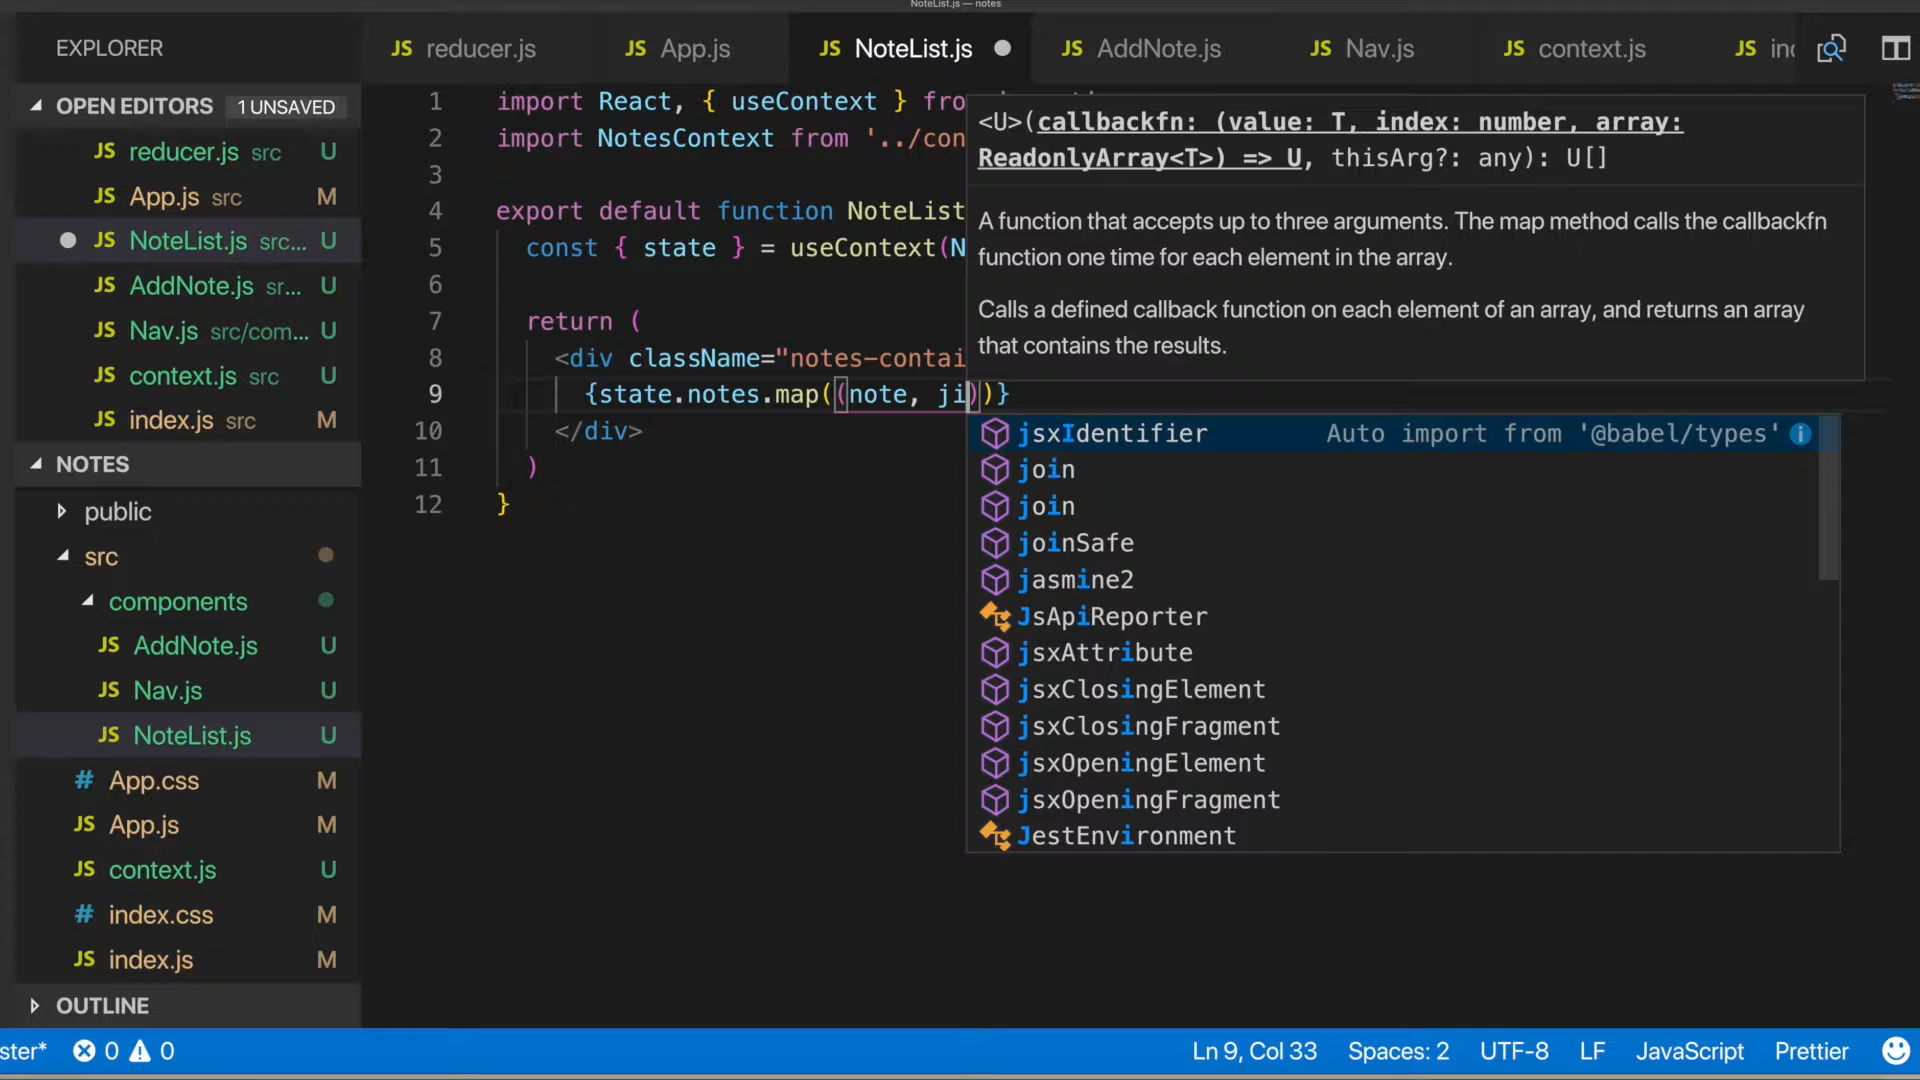 NoteList.js — notes
EXPLORER
JS reducer.js
JS App.js
JS NoteList.js
JS AddNote.js
JS Nav.js
JS context.js
JS inc
OPEN EDITORS 1 UNSAVED
JS reducer.js src U
JS App.js src M
JS NoteList.js src... U
JS AddNote.js sr... U
JS Nav.js src/com... U
JS context.js src U
JS index.js src M
NOTES
public
src
components
JS AddNote.js U
JS Nav.js U
JS NoteList.js U
# App.css M
JS App.js M
JS context.js U
# index.css M
JS index.js M
OUTLINE
1 import React, { useContext } fro
2 import NotesContext from '../con
3
4 export default function NoteList
5 const { state } = useContext(N
6
7 return (
8 <div className="notes-contai
9 {state.notes.map((note, ji))}
10 </div>
11 )
12 }
<U>(callbackfn: (value: T, index: number, array:
ReadonlyArray<T>) => U, thisArg?: any): U[]
A function that accepts up to three arguments. The map method calls the callbackfn
function one time for each element in the array.
Calls a defined callback function on each element of an array, and returns an array
that contains the results.
jsxIdentifier Auto import from '@babel/types'
join
join
joinSafe
jasmine2
JsApiReporter
jsxAttribute
jsxClosingElement
jsxClosingFragment
jsxOpeningElement
jsxOpeningFragment
JestEnvironment
ster* 0 0 Ln 9, Col 33 Spaces: 2 UTF-8 LF JavaScript Prettier